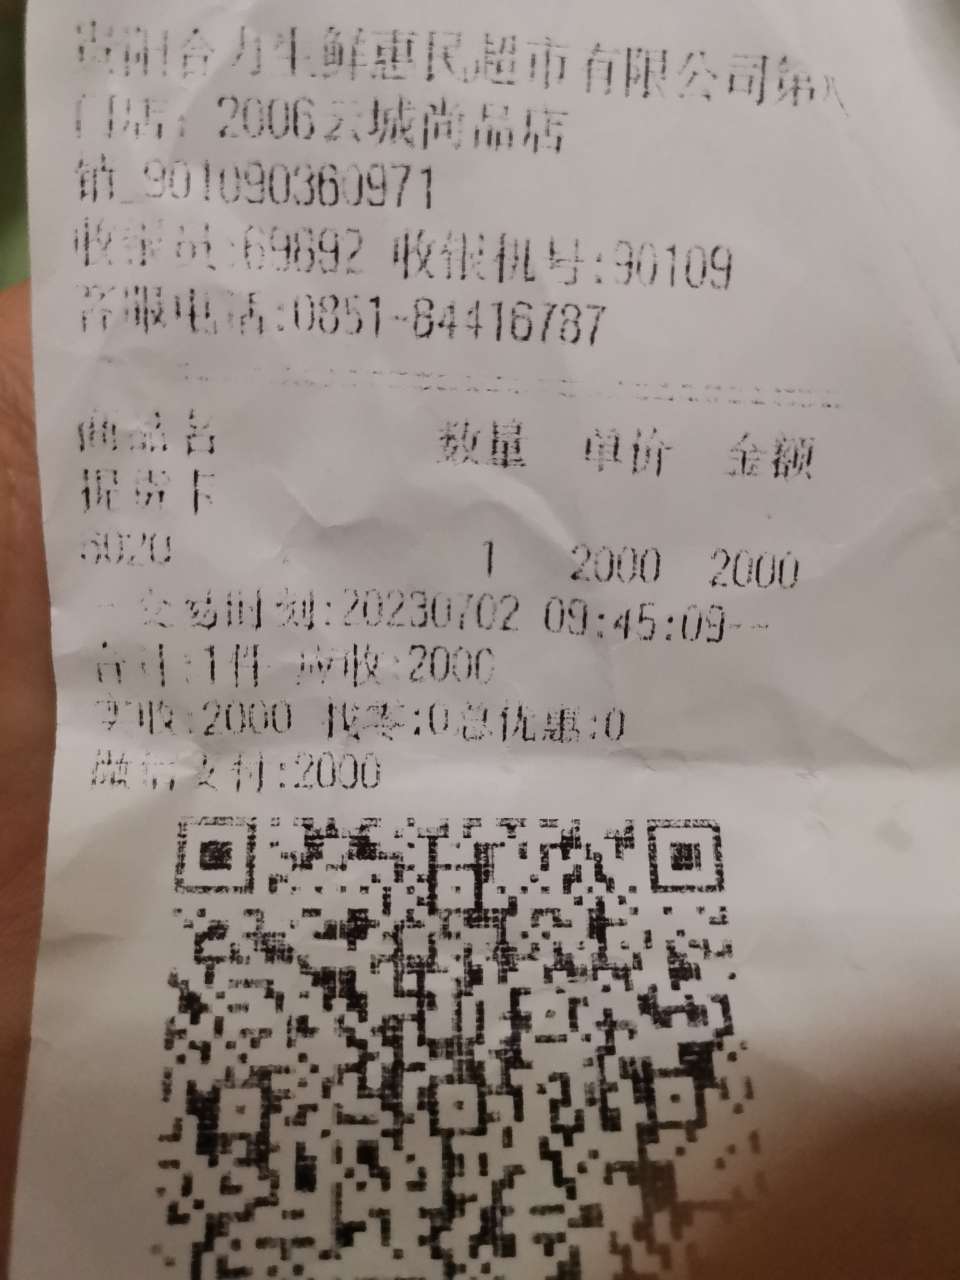 贵阳合力生鲜惠民超市有限公司第
门店: 2006云城尚品店
销_901090360971
收银员:69892 收银机号:90109
客服电话:0851-84416787
商品名 数量 单价 金额
提货卡
6020 1 2000 2000
--交易时刻:20230702 09:45:09--
合计:1件 应收:2000
实收:2000 找零:0总优惠:0
微信支付:2000